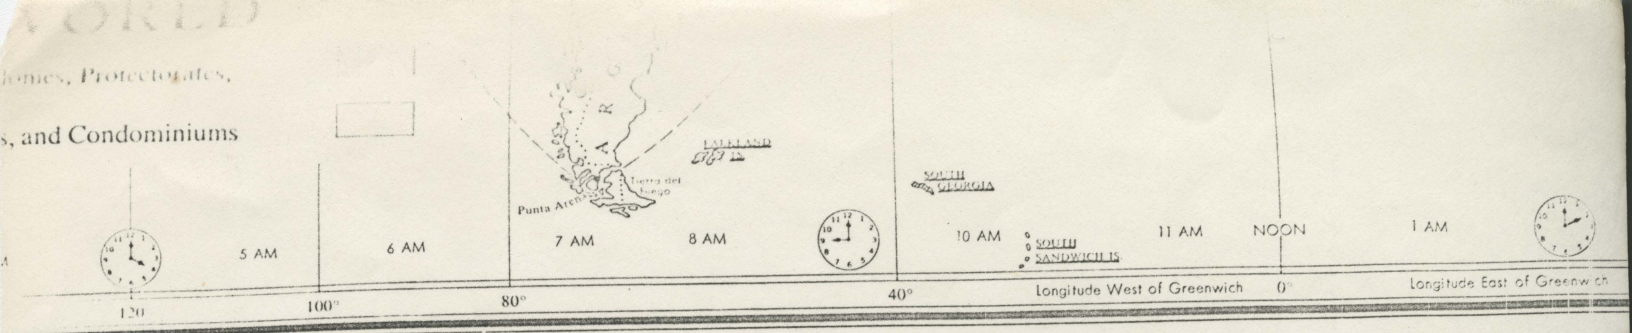 WORLD
lonies, Protectorates,
s, and Condominiums
A R G
FALKLAND
IS
Tierra del
Fuego
Punta Arenas
SOUTH
GEORGIA
5 AM
6 AM
7 AM
8 AM
10 AM
SOUTH
SANDWICH IS
11 AM
NOON
1 AM
120
100°
80°
40°
Longitude West of Greenwich
0°
Longitude East of Greenwich